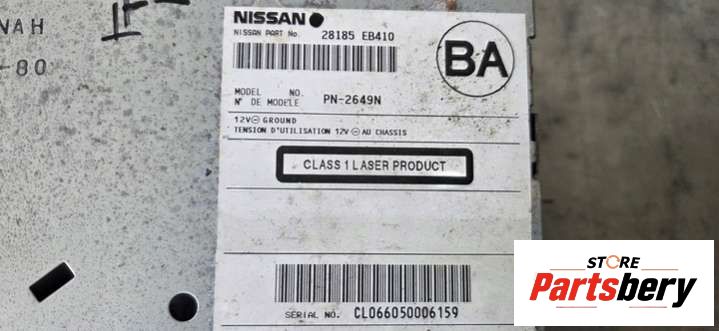 NAH
-80
NISSAN
BA
NISSAN PART No. 28185 EB410
MODEL NO.
N° DE MODELE PN-2649N
12V⊖GROUND
TENSION D'UTILISATION 12V ⊖ AU CHASSIS
CLASS 1 LASER PRODUCT
SERIAL NO. CL066050006159
STORE
Partsbery